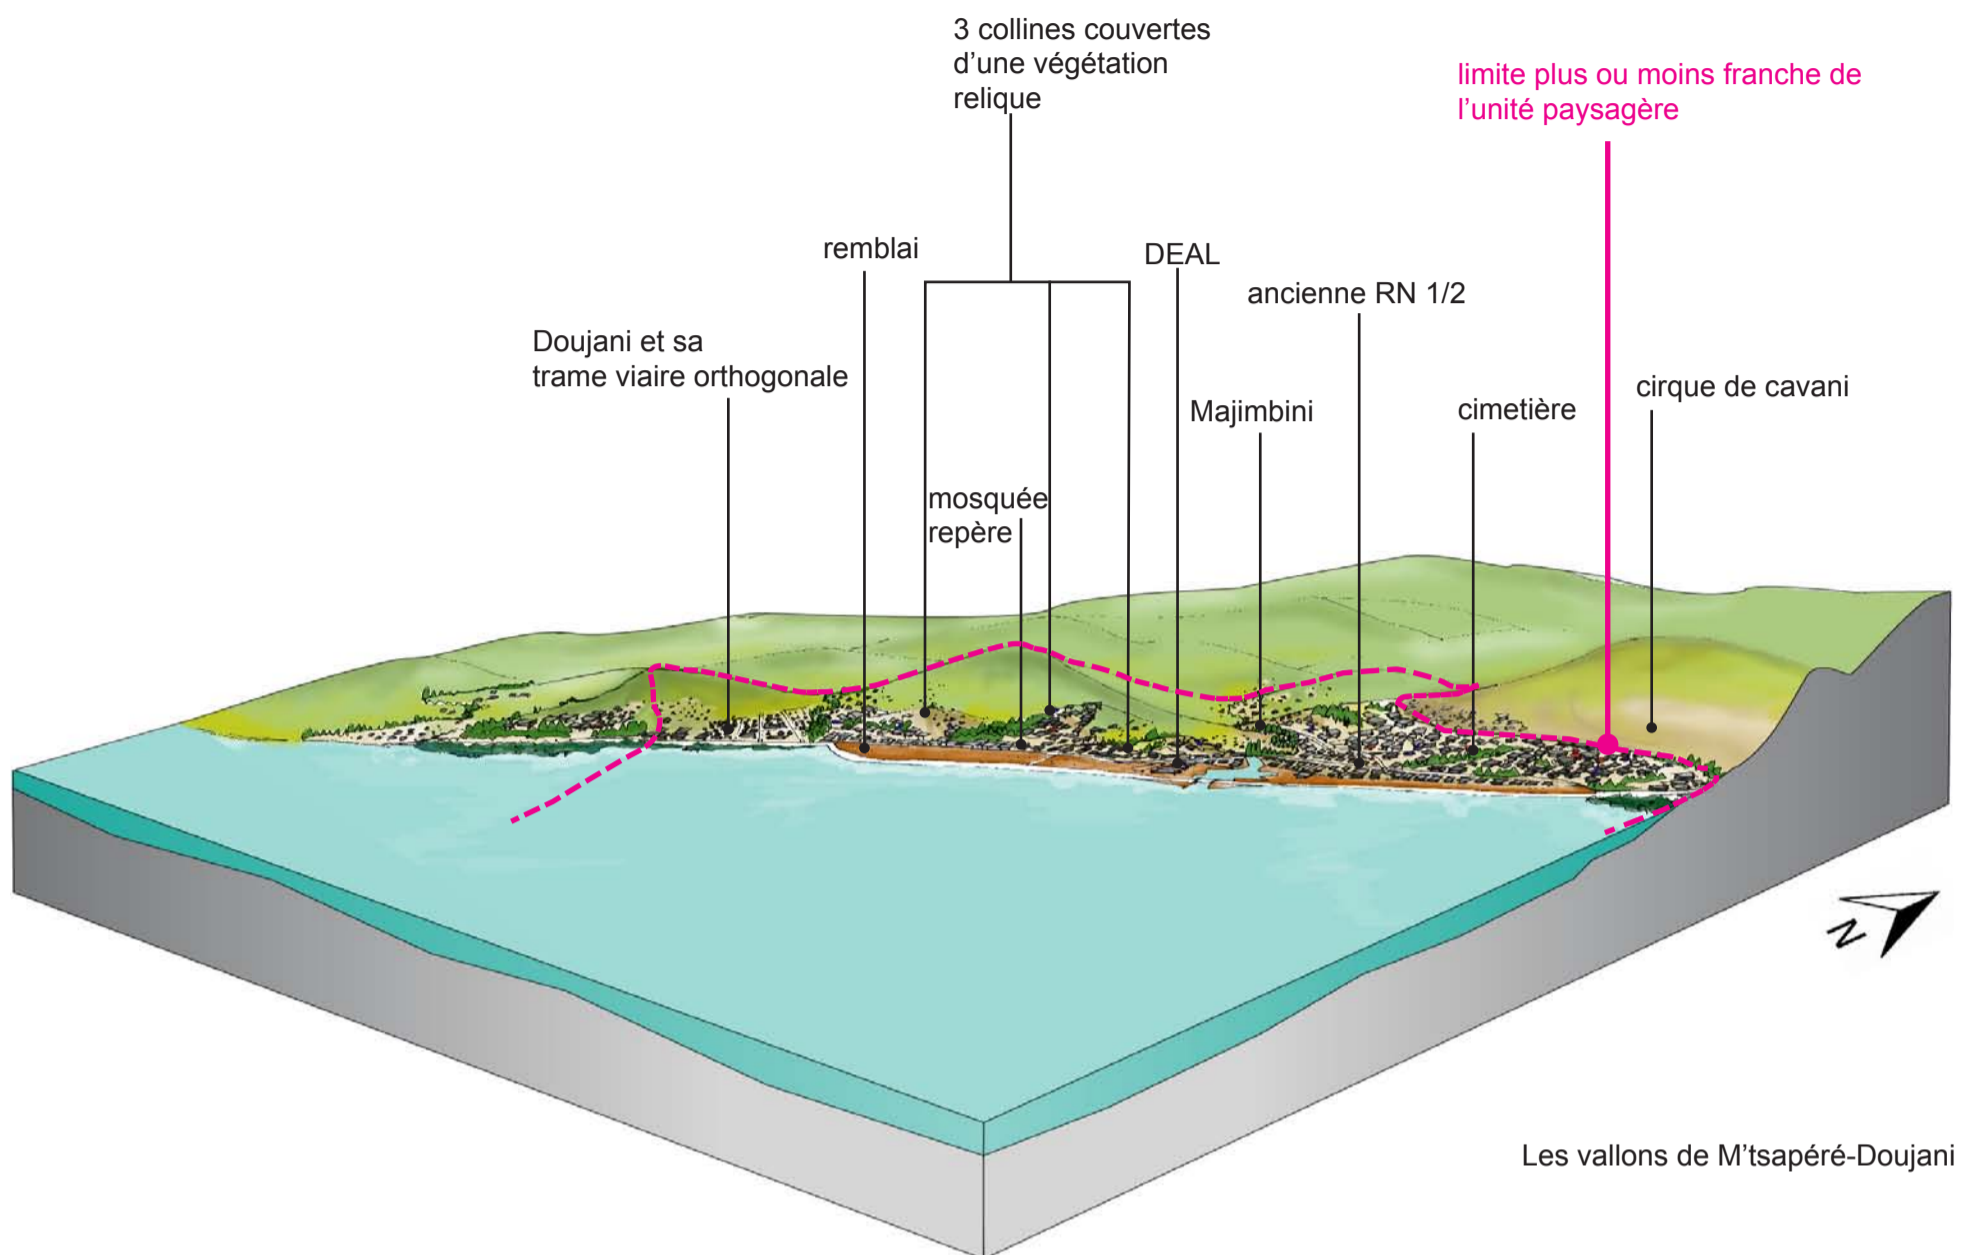 3 collines couvertes
d’une végétation
relique
limite plus ou moins franche de
l’unité paysagère
remblai
DEAL
ancienne RN 1/2
Doujani et sa
trame viaire orthogonale
Majimbini
cimetière
cirque de cavani
mosquée
repère
N
Les vallons de M’tsapéré-Doujani